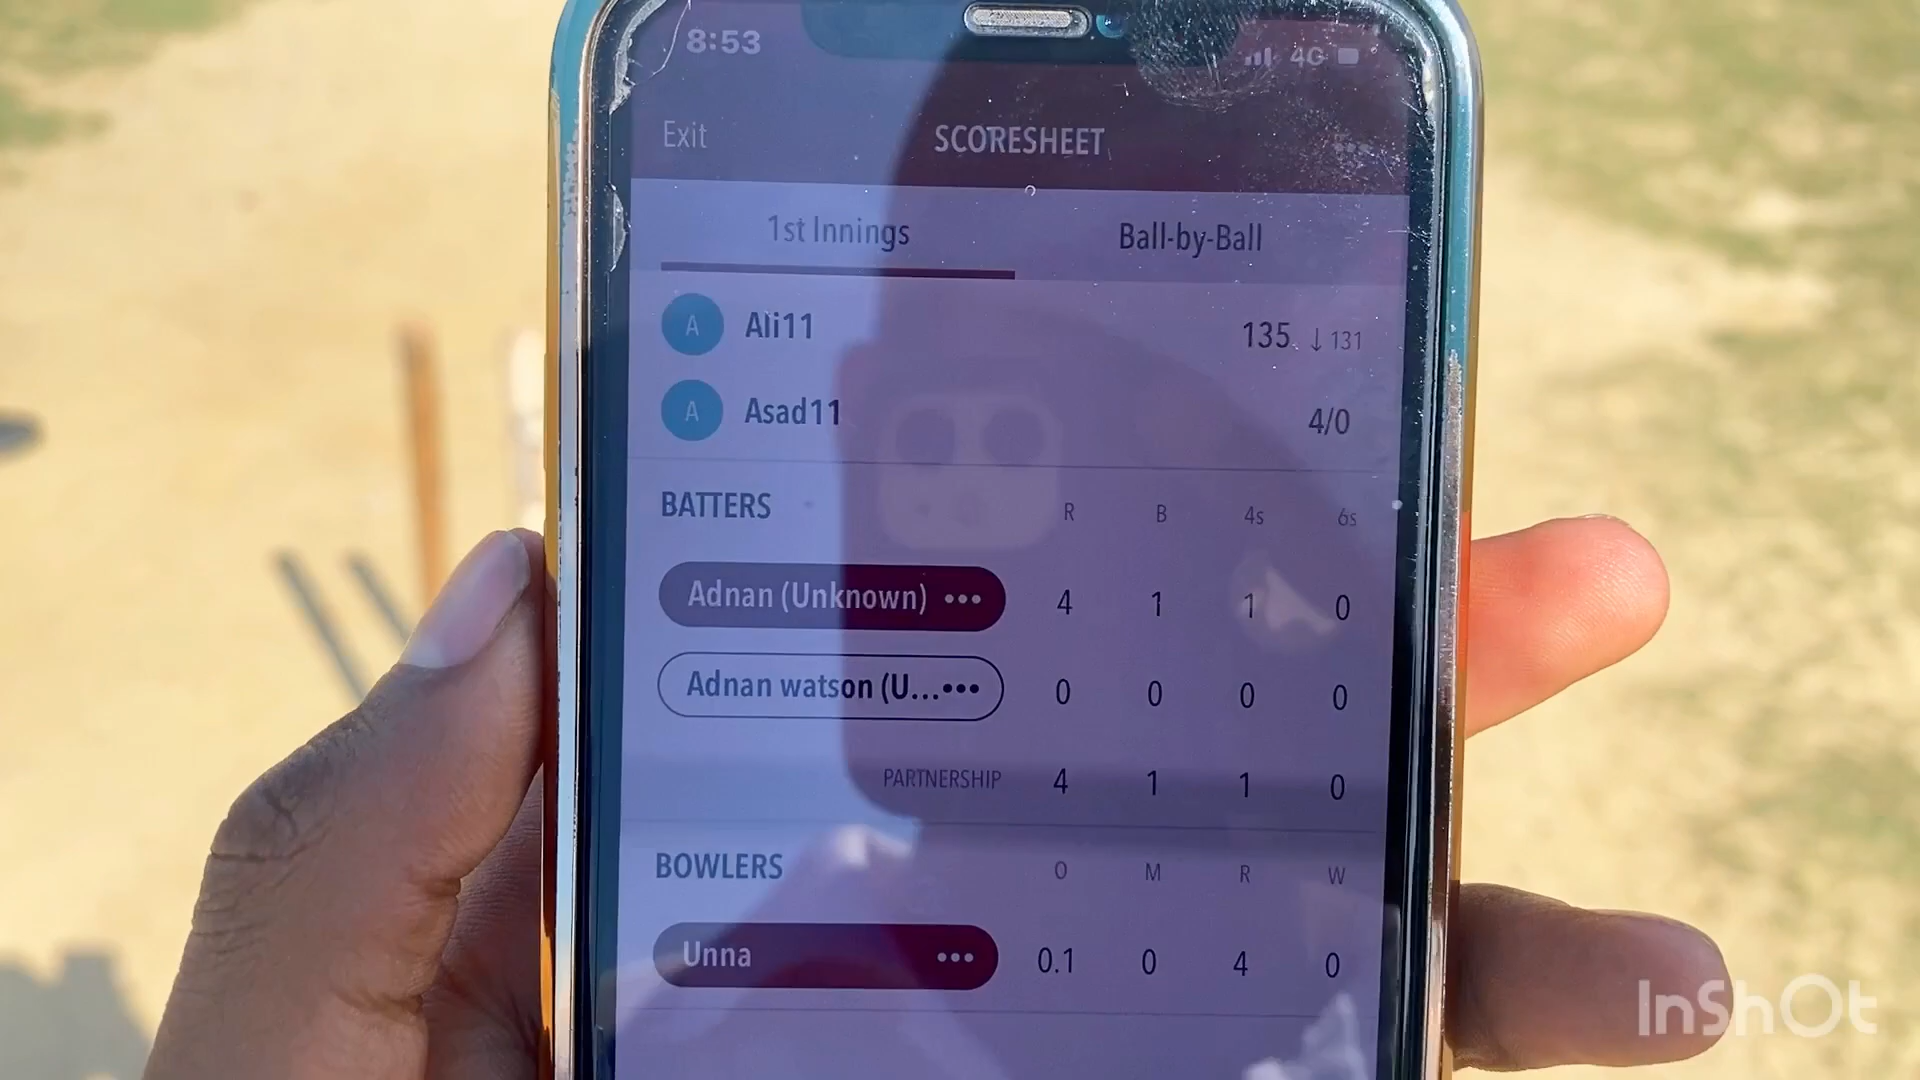 8:53 4G
Exit SCORESHEET
1st Innings Ball-by-Ball
A Ali11 135 ↓131
A Asad11 4/0
BATTERS R B 4s 6s
Adnan (Unknown) ••• 4 1 1 0
Adnan watson (U...••• 0 0 0 0
PARTNERSHIP 4 1 1 0
BOWLERS O M R W
Unna ••• 0.1 0 4 0
InShOt